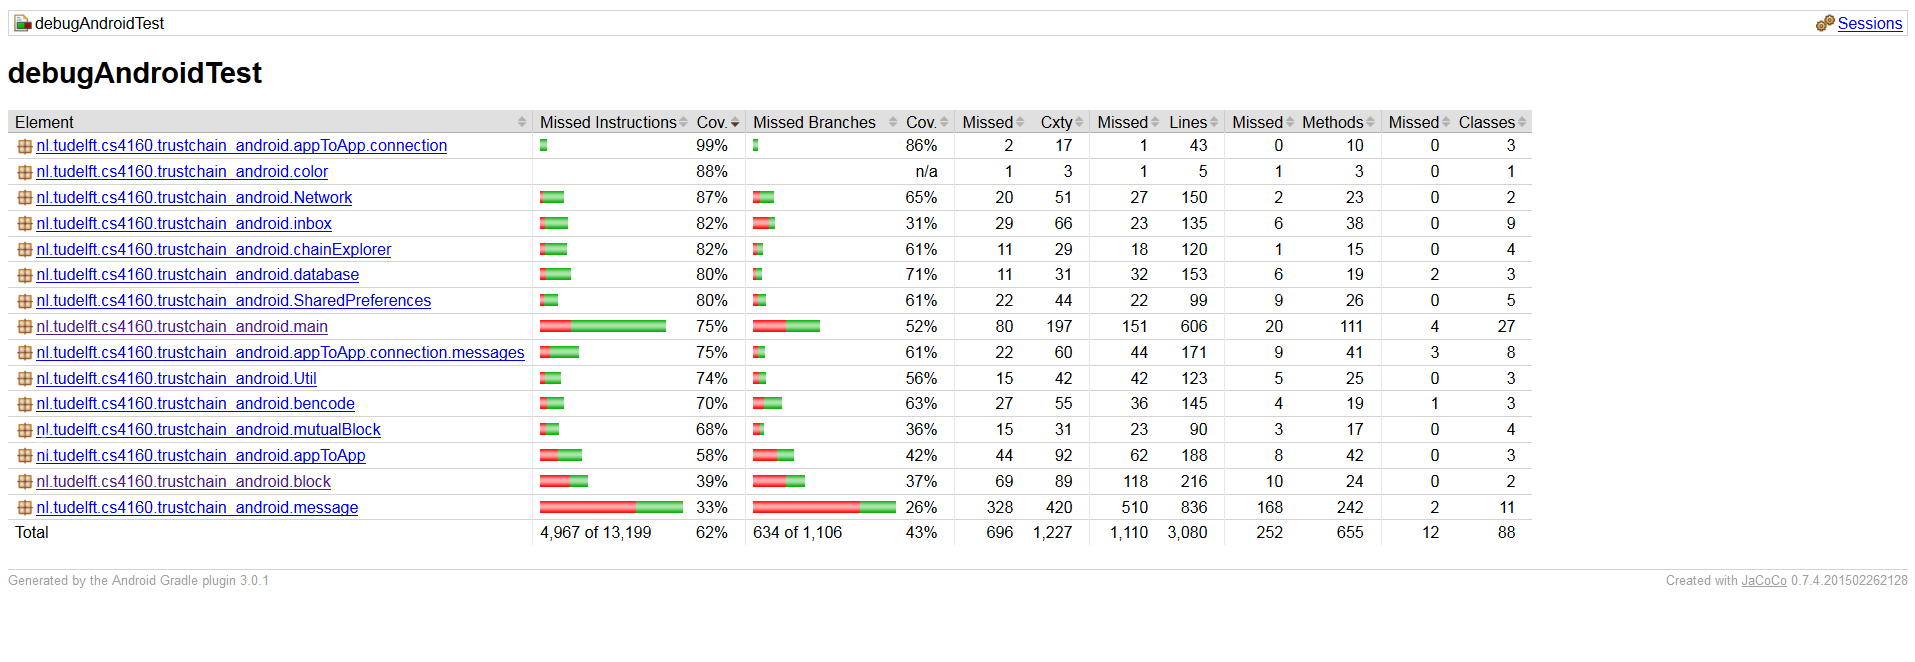 debugAndroidTest Sessions
debugAndroidTest
Element Missed Instructions Cov. Missed Branches Cov. Missed Cxty Missed Lines Missed Methods Missed Classes
nl.tudelft.cs4160.trustchain_android.appToApp.connection 99% 86% 2 17 1 43 0 10 0 3
nl.tudelft.cs4160.trustchain_android.color 88% n/a 1 3 1 5 1 3 0 1
nl.tudelft.cs4160.trustchain_android.Network 87% 65% 20 51 27 150 2 23 0 2
nl.tudelft.cs4160.trustchain_android.inbox 82% 31% 29 66 23 135 6 38 0 9
nl.tudelft.cs4160.trustchain_android.chainExplorer 82% 61% 11 29 18 120 1 15 0 4
nl.tudelft.cs4160.trustchain_android.database 80% 71% 11 31 32 153 6 19 2 3
nl.tudelft.cs4160.trustchain_android.SharedPreferences 80% 61% 22 44 22 99 9 26 0 5
nl.tudelft.cs4160.trustchain_android.main 75% 52% 80 197 151 606 20 111 4 27
nl.tudelft.cs4160.trustchain_android.appToApp.connection.messages 75% 61% 22 60 44 171 9 41 3 8
nl.tudelft.cs4160.trustchain_android.Util 74% 56% 15 42 42 123 5 25 0 3
nl.tudelft.cs4160.trustchain_android.bencode 70% 63% 27 55 36 145 4 19 1 3
nl.tudelft.cs4160.trustchain_android.mutualBlock 68% 36% 15 31 23 90 3 17 0 4
nl.tudelft.cs4160.trustchain_android.appToApp 58% 42% 44 92 62 188 8 42 0 3
nl.tudelft.cs4160.trustchain_android.block 39% 37% 69 89 118 216 10 24 0 2
nl.tudelft.cs4160.trustchain_android.message 33% 26% 328 420 510 836 168 242 2 11
Total 4,967 of 13,199 62% 634 of 1,106 43% 696 1,227 1,110 3,080 252 655 12 88
Generated by the Android Gradle plugin 3.0.1 Created with JaCoCo 0.7.4.201502262128